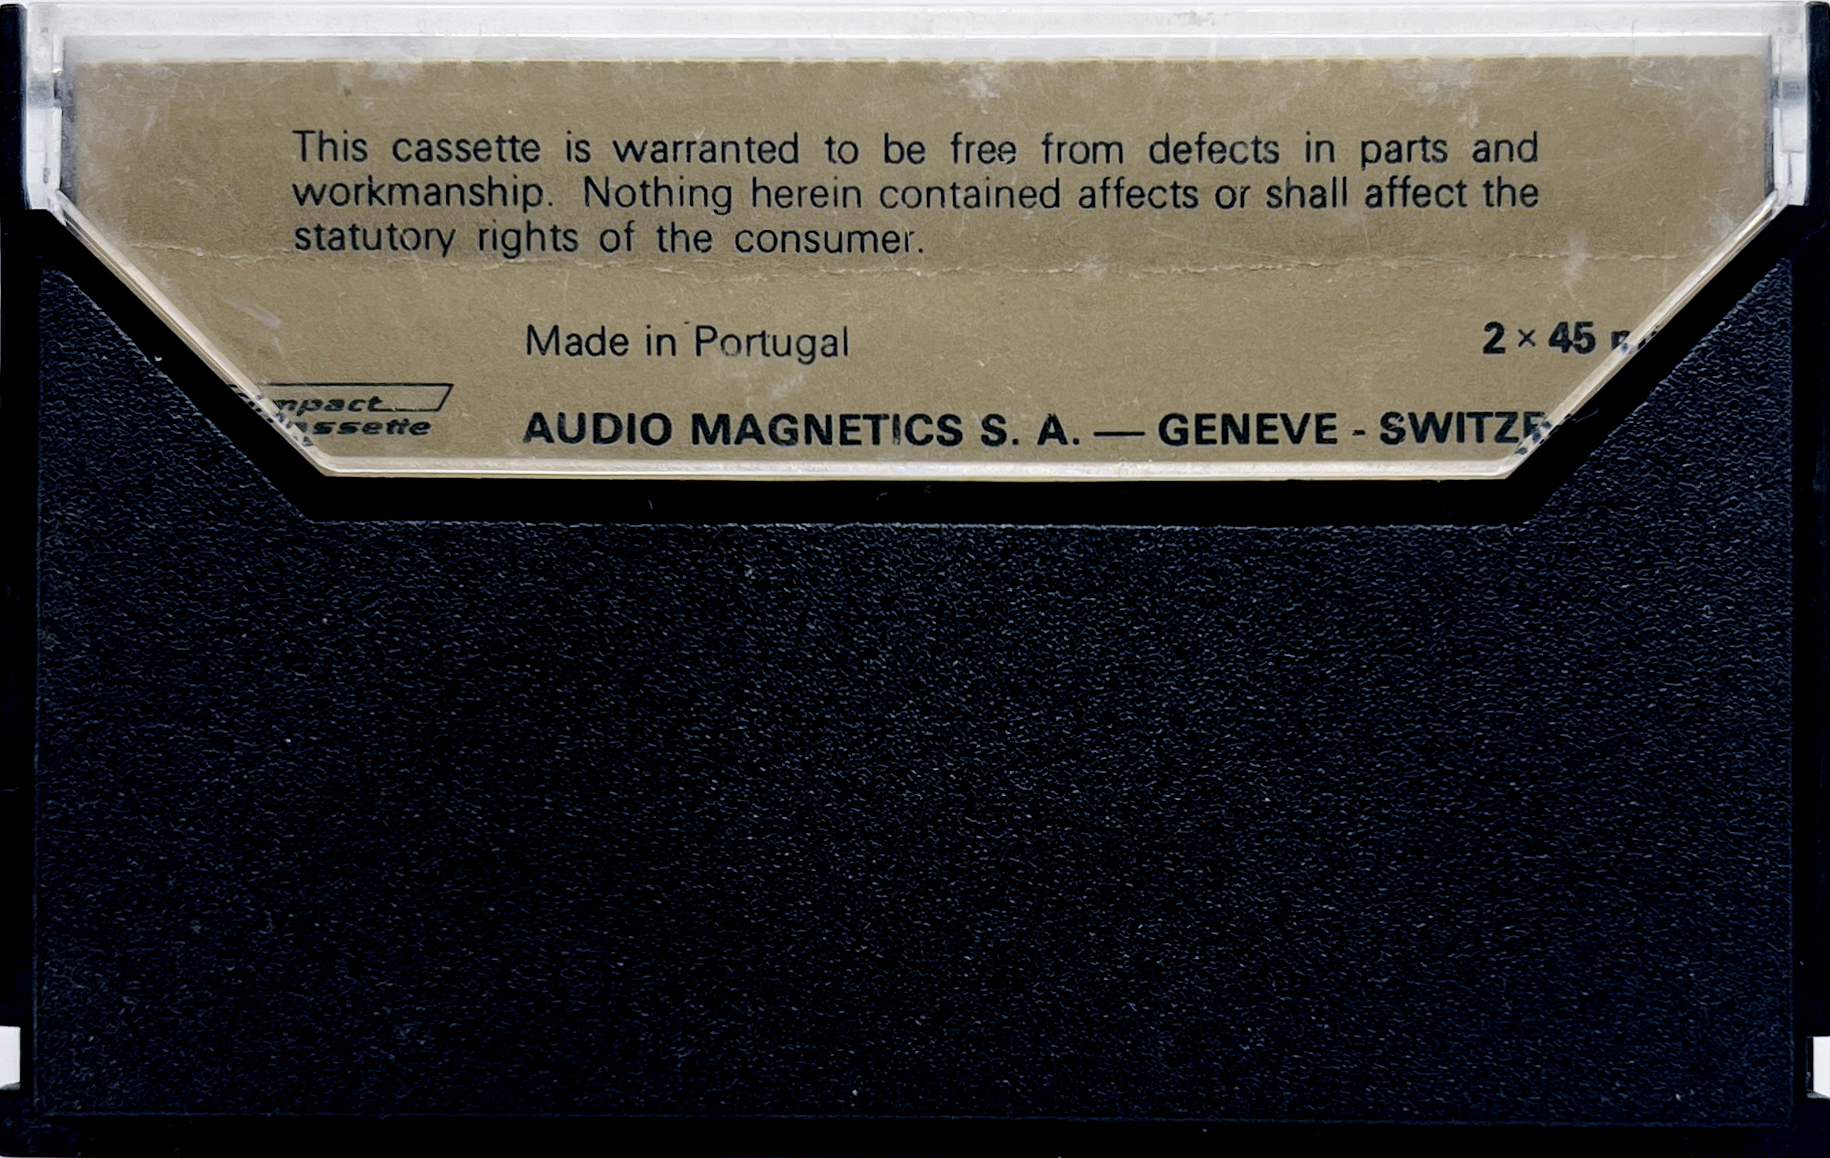 This cassette is warranted to be free from defects in parts and
workmanship. Nothing herein contained affects or shall affect the
statutory rights of the consumer.
Made in Portugal
2 × 45
AUDIO MAGNETICS S. A. — GENEVE -